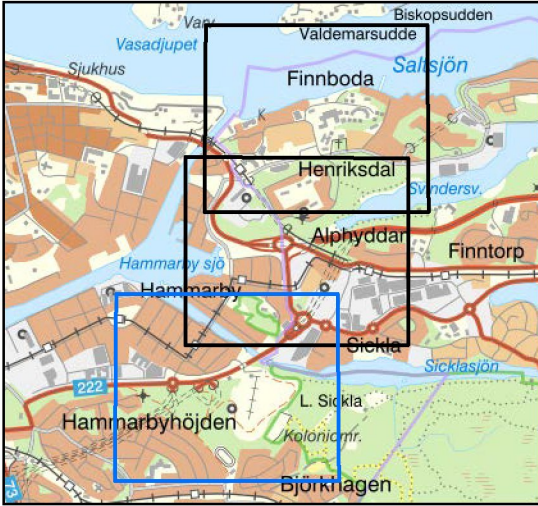 Biskopsudden
Varv
Valdemarsudde
Vasadjupet
Saltsjön
Sjukhus
Finnboda
K
Henriksdal
Svindersv.
Alphyddan
Finntorp
Hammarby sjö
Hammarby
Sickla
Sicklasjön
222
L. Sickla
Hammarbyhöjden
Koloniomr.
Björkhagen
73